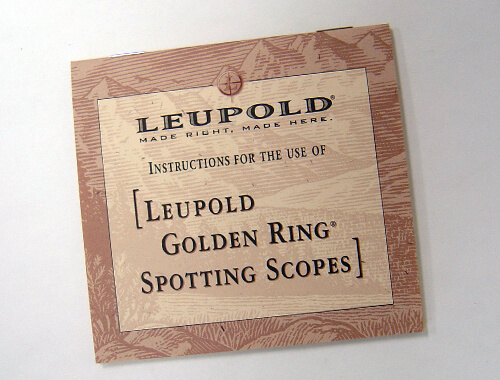 LEUPOLD®
MADE RIGHT, MADE HERE.
INSTRUCTIONS FOR THE USE OF
[LEUPOLD
GOLDEN RING®
SPOTTING SCOPES]